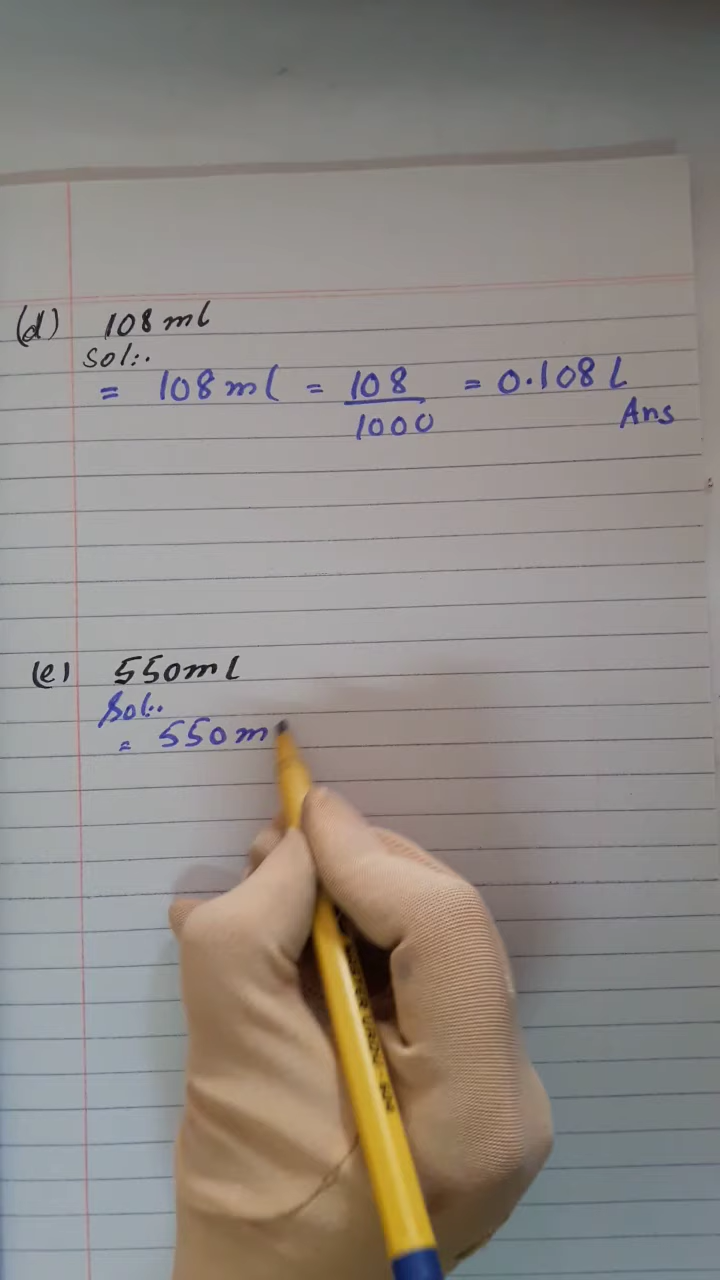 (d) 108 ml
Sol:.
= 108 ml = 108/1000 = 0.108 L
Ans
(e) 550 ml
Sol:.
= 550 m